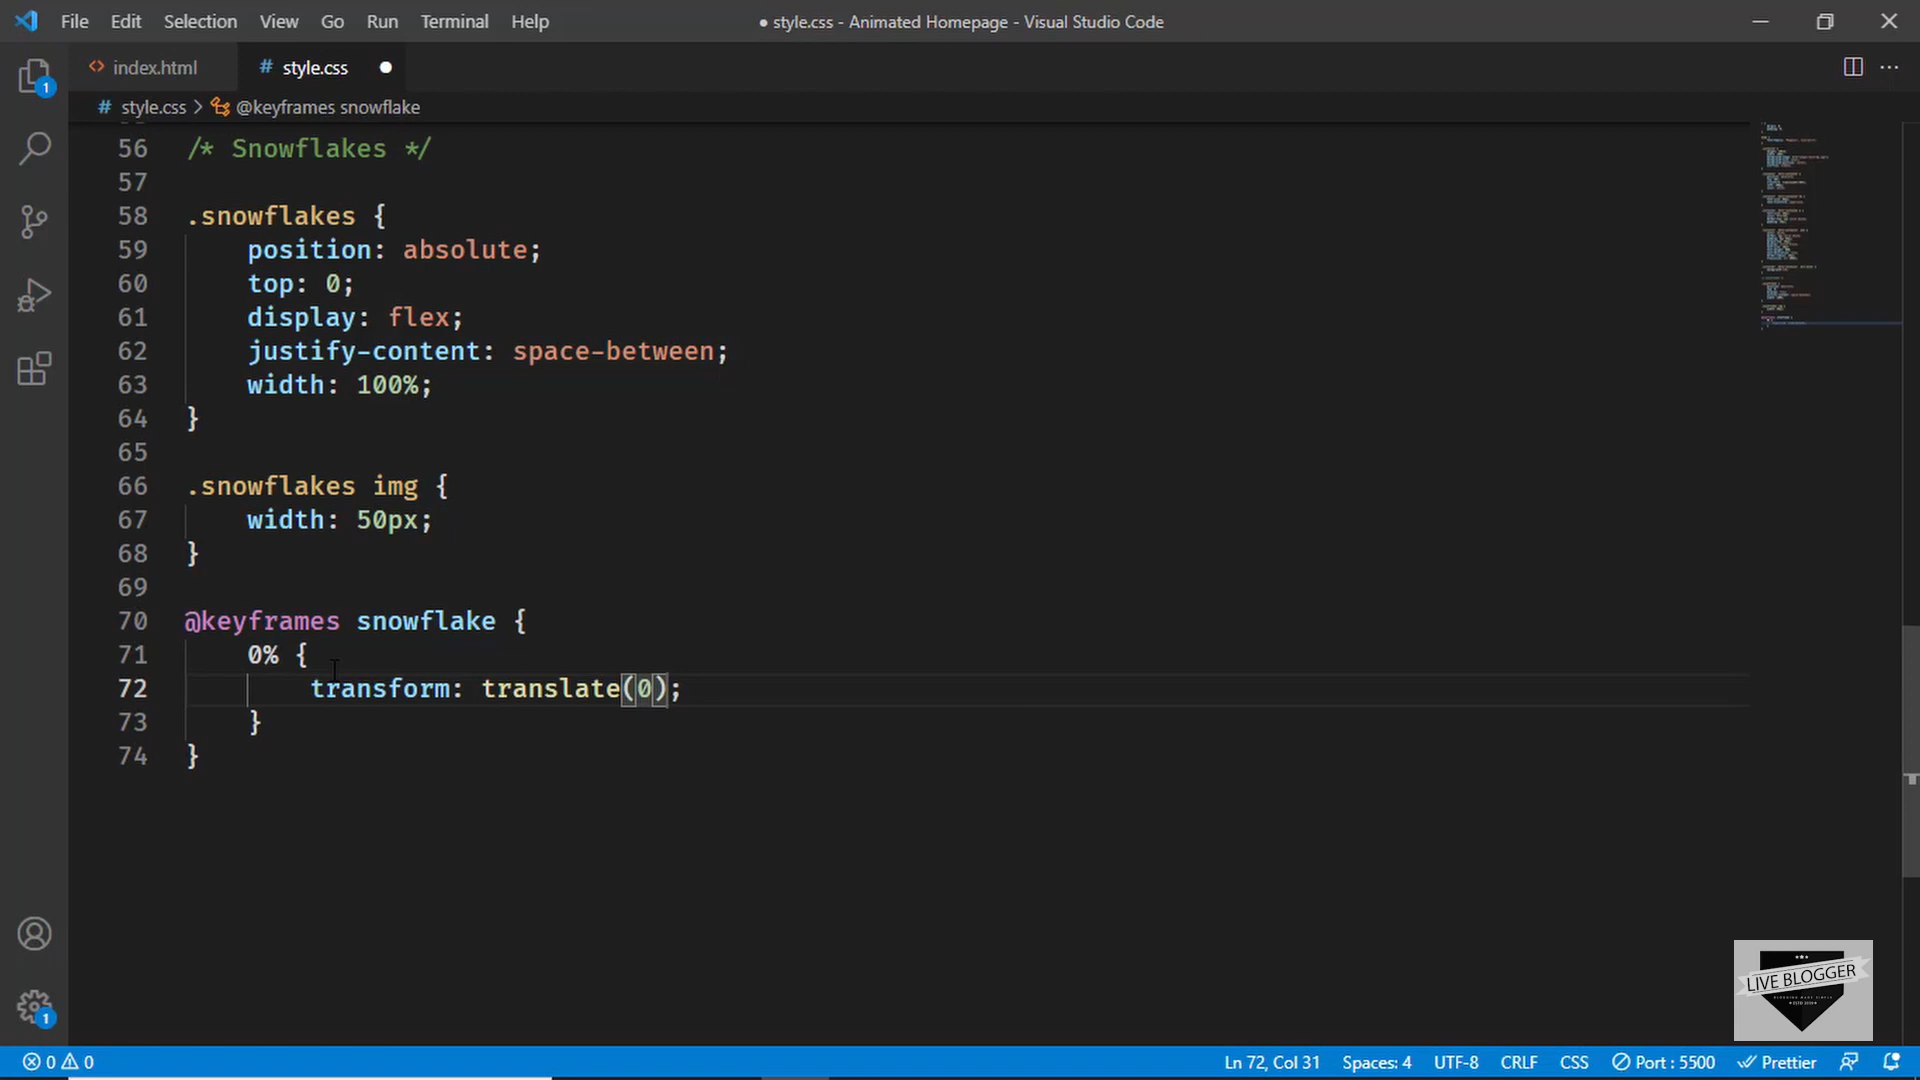 File Edit Selection View Go Run Terminal Help
● style.css - Animated Homepage - Visual Studio Code
index.html
# style.css ●
# style.css > @keyframes snowflake
56 /* Snowflakes */
57
58 .snowflakes {
59 position: absolute;
60 top: 0;
61 display: flex;
62 justify-content: space-between;
63 width: 100%;
64 }
65
66 .snowflakes img {
67 width: 50px;
68 }
69
70 @keyframes snowflake {
71 0% {
72 transform: translate(0);
73 }
74 }
1
1
LIVE BLOGGER
0 0 Ln 72, Col 31 Spaces: 4 UTF-8 CRLF CSS Port : 5500 Prettier